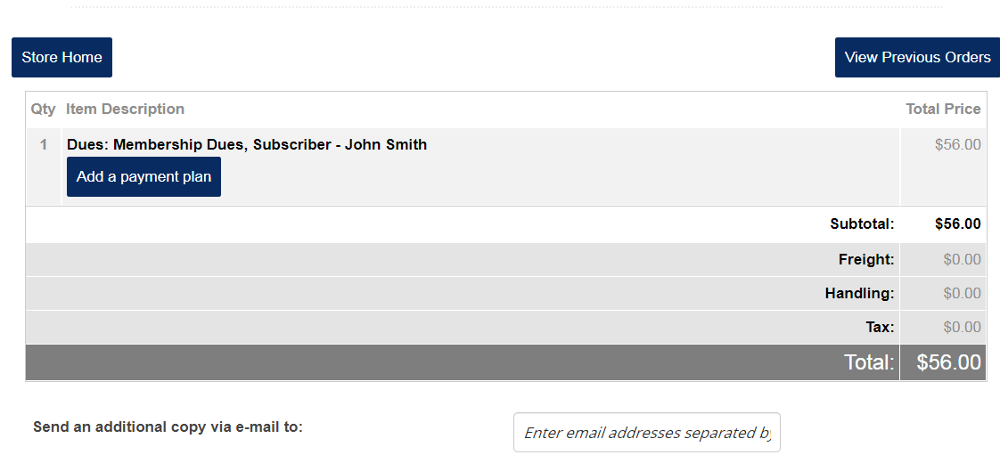 Store Home
View Previous Orders
Qty Item Description Total Price
1 Dues: Membership Dues, Subscriber - John Smith $56.00
Add a payment plan
Subtotal: $56.00
Freight: $0.00
Handling: $0.00
Tax: $0.00
Total: $56.00
Send an additional copy via e-mail to:
Enter email addresses separated by